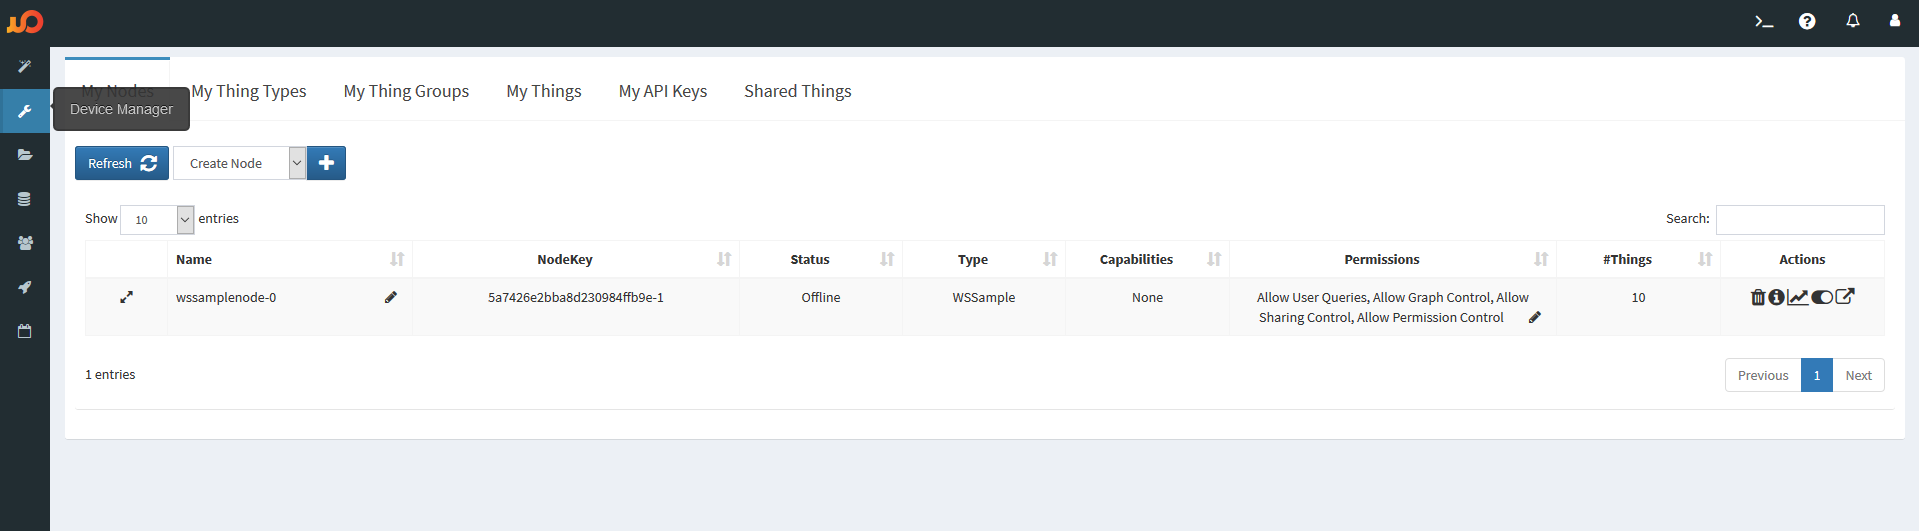 My Nodes
My Thing Types
My Thing Groups
My Things
My API Keys
Shared Things
Device Manager
Refresh
Create Node
Show 10 entries
Search:
Name
NodeKey
Status
Type
Capabilities
Permissions
#Things
Actions
wssamplenode-0
5a7426e2bba8d230984ffb9e-1
Offline
WSSample
None
Allow User Queries, Allow Graph Control, Allow
Sharing Control, Allow Permission Control
10
1 entries
Previous
1
Next